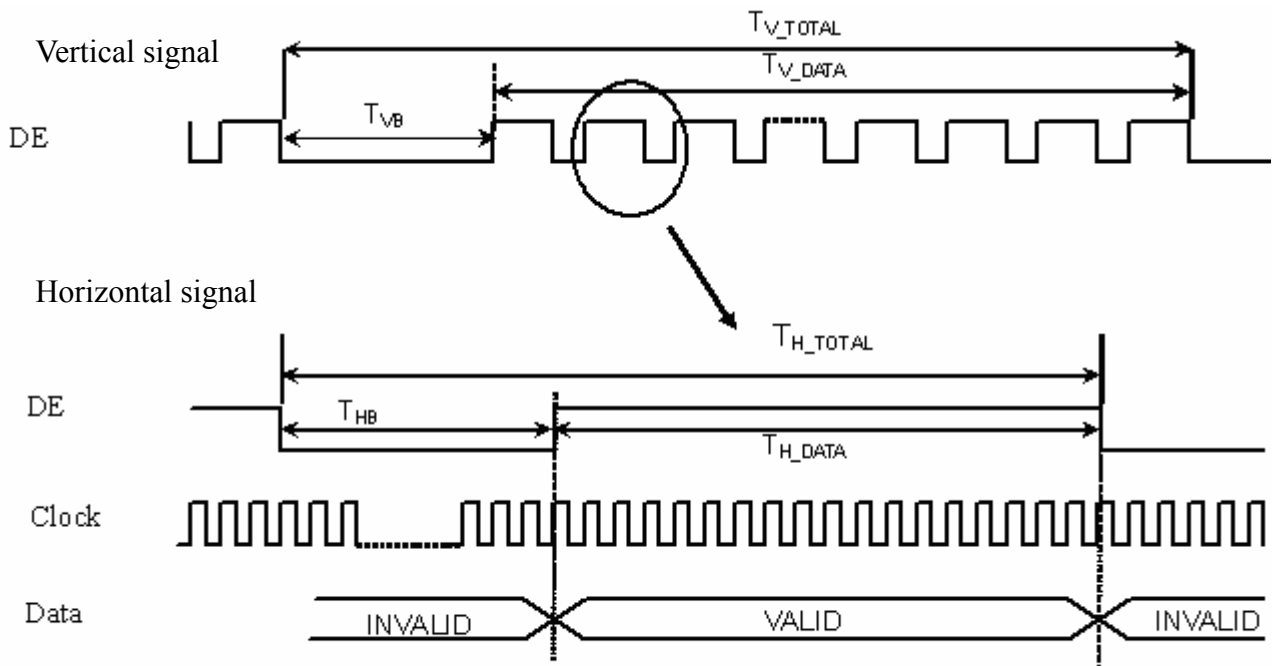 Vertical signal
TV_TOTAL
TV_DATA
TVB
DE
Horizontal signal
TH_TOTAL
DE
THB
TH_DATA
Clock
Data
INVALID
VALID
INVALID